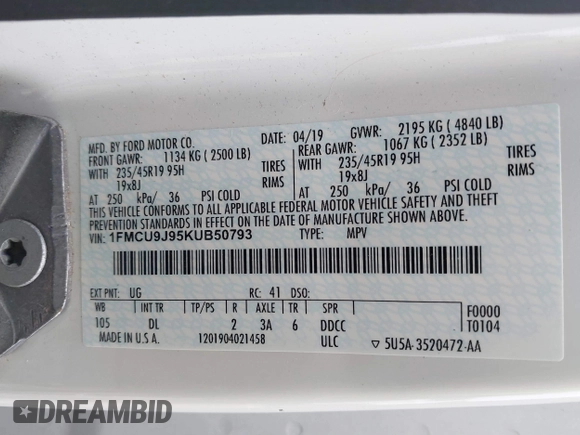 MFD. BY FORD MOTOR CO. 04/19 GVWR: 2195 KG ( 4840 LB)
FRONT GAWR: 1134 KG ( 2500 LB) REAR GAWR: 1067 KG ( 2352 LB)
WITH 235/45R19 95H TIRES WITH 235/45R19 95H TIRES
19x8J RIMS 19x8J RIMS
AT 250 kPa/ 36 PSI COLD AT 250 kPa/ 36 PSI COLD
THIS VEHICLE CONFORMS TO ALL APPLICABLE FEDERAL MOTOR VEHICLE SAFETY AND THEFT
PREVENTION STANDARDS IN EFFECT ON THE DATE OF MANUFACTURE SHOWN ABOVE.
VIN: 1FMCU9J95KUB50793 TYPE: MPV
EXT PNT: UG RC: 41 DSO:
WB INT TR TP/PS R AXLE TR SPR F0000
105 DL 2 3A 6 DDCC T0104
MADE IN U.S.A. 1201904021458 ULC 5U5A-3520472-AA
DREAMBID